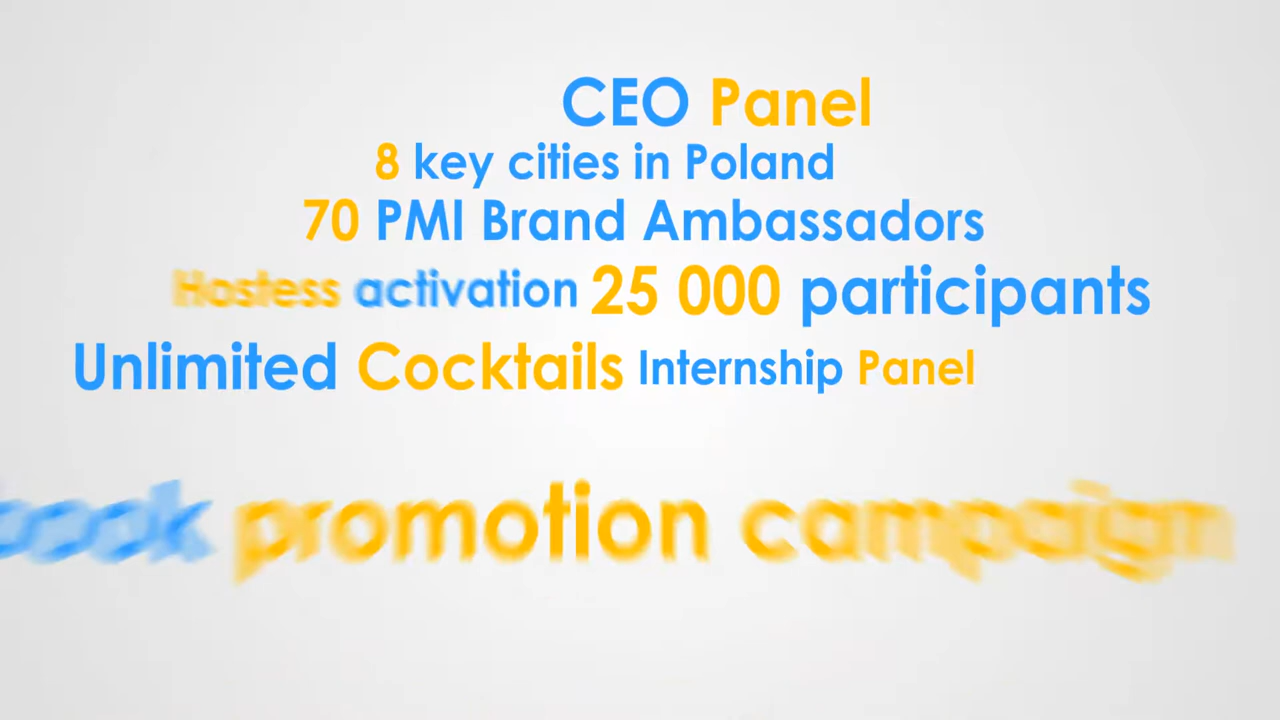 CEO Panel
8 key cities in Poland
70 PMI Brand Ambassadors
Hostess activation 25 000 participants
Unlimited Cocktails Internship Panel
book promotion campaign